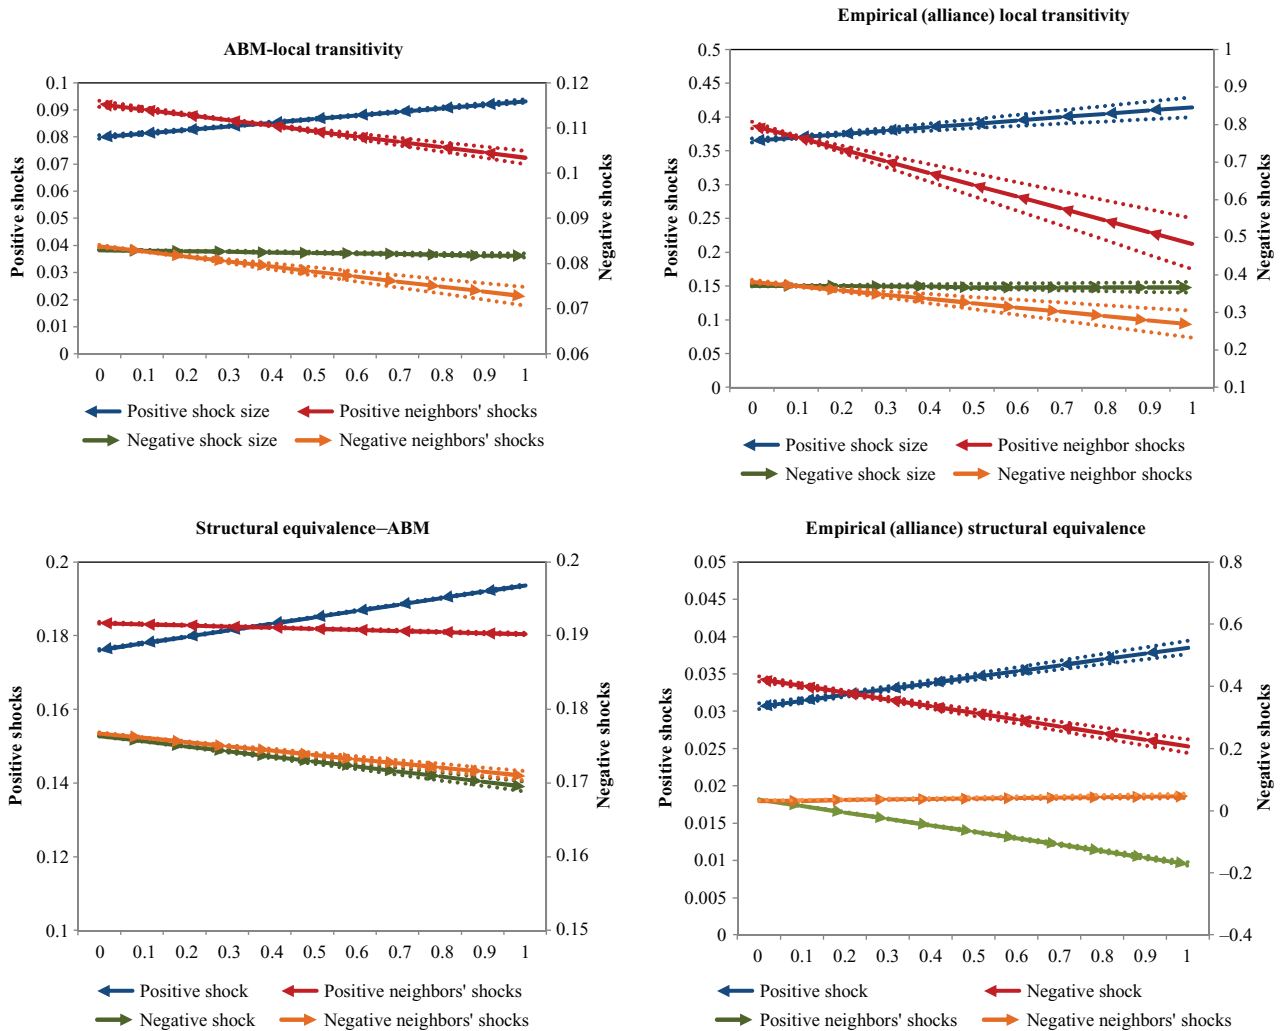 ABM-local transitivity
Positive shocks
0.1
0.09
0.08
0.07
0.06
0.05
0.04
0.03
0.02
0.01
0
0.12
0.11
0.1
0.09
0.08
0.07
0.06
Negative shocks
0 0.1 0.2 0.3 0.4 0.5 0.6 0.7 0.8 0.9 1
Positive shock size Positive neighbors' shocks
Negative shock size Negative neighbors' shocks
Empirical (alliance) local transitivity
Positive shocks
0.5
0.45
0.4
0.35
0.3
0.25
0.2
0.15
0.1
0.05
0
1
0.9
0.8
0.7
0.6
0.5
0.4
0.3
0.2
0.1
Negative shocks
0 0.1 0.2 0.3 0.4 0.5 0.6 0.7 0.8 0.9 1
Positive shock size Positive neighbor shocks
Negative shock size Negative neighbor shocks
Structural equivalence–ABM
Positive shocks
0.2
0.18
0.16
0.14
0.12
0.1
0.2
0.19
0.18
0.17
0.16
0.15
Negative shocks
0 0.1 0.2 0.3 0.4 0.5 0.6 0.7 0.8 0.9 1
Positive shock Positive neighbors' shocks
Negative shock Negative neighbors' shocks
Empirical (alliance) structural equivalence
Positive shocks
0.05
0.045
0.04
0.035
0.03
0.025
0.02
0.015
0.01
0.005
0
0.8
0.6
0.4
0.2
0
–0.2
–0.4
Negative shocks
0 0.1 0.2 0.3 0.4 0.5 0.6 0.7 0.8 0.9 1
Positive shock Negative shock
Positive neighbors' shocks Negative neighbors' shocks